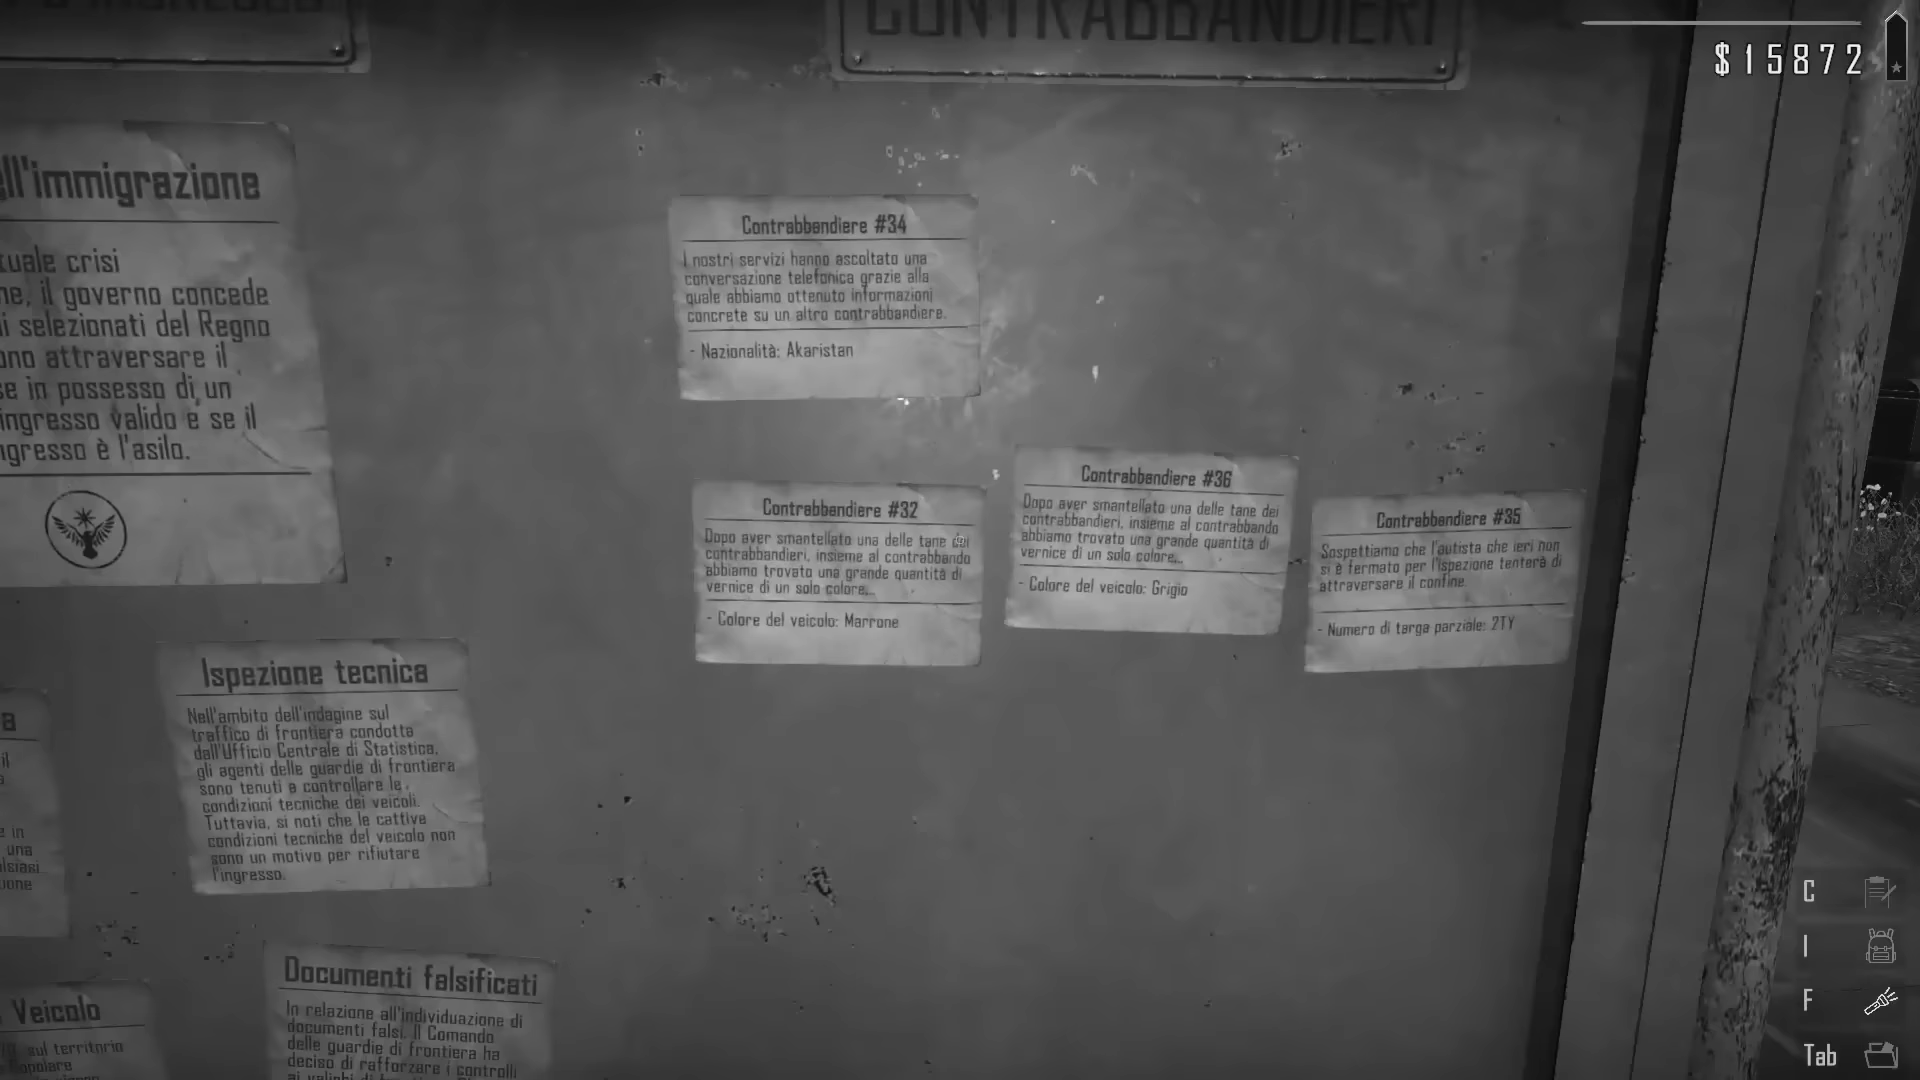 CONTRABBANDIERI
$15872
ll'immigrazione
uale crisi
ne, il governo concede
i selezionati del Regno
ono attraversare il
se in possesso di un
ingresso valido e se il
ngresso è l'asilo.
Contrabbandiere #34
I nostri servizi hanno ascoltato una
conversazione telefonica grazie alla
quale abbiamo ottenuto informazioni
concrete su un altro contrabbandiere.
- Nazionalità: Akaristan
Contrabbandiere #32
Dopo aver smantellato una delle tane dei
contrabbandieri, insieme al contrabbando
abbiamo trovato una grande quantità di
vernice di un solo colore...
- Colore del veicolo: Marrone
Contrabbandiere #36
Dopo aver smantellato una delle tane dei
contrabbandieri, insieme al contrabbando
abbiamo trovato una grande quantità di
vernice di un solo colore...
- Colore del veicolo: Grigio
Contrabbandiere #35
Sospettiamo che l'autista che ieri non
si è fermato per l'ispezione tenterà di
attraversare il confine.
- Numero di targa parziale: 2TY
Ispezione tecnica
Nell'ambito dell'indagine sul
traffico di frontiera condotta
dall'Ufficio Centrale di Statistica,
gli agenti delle guardie di frontiera
sono tenuti a controllare le
condizioni tecniche dei veicoli.
Tuttavia, si noti che le cattive
condizioni tecniche del veicolo non
sono un motivo per rifiutare
l'ingresso.
a
il
e in
una
lsiasi
ione
Veicolo
sul territorio
Popolare
Documenti falsificati
In relazione all'individuazione di
documenti falsi. Il Comando
delle guardie di frontiera ha
deciso di rafforzare i controlli
C
I
F
Tab